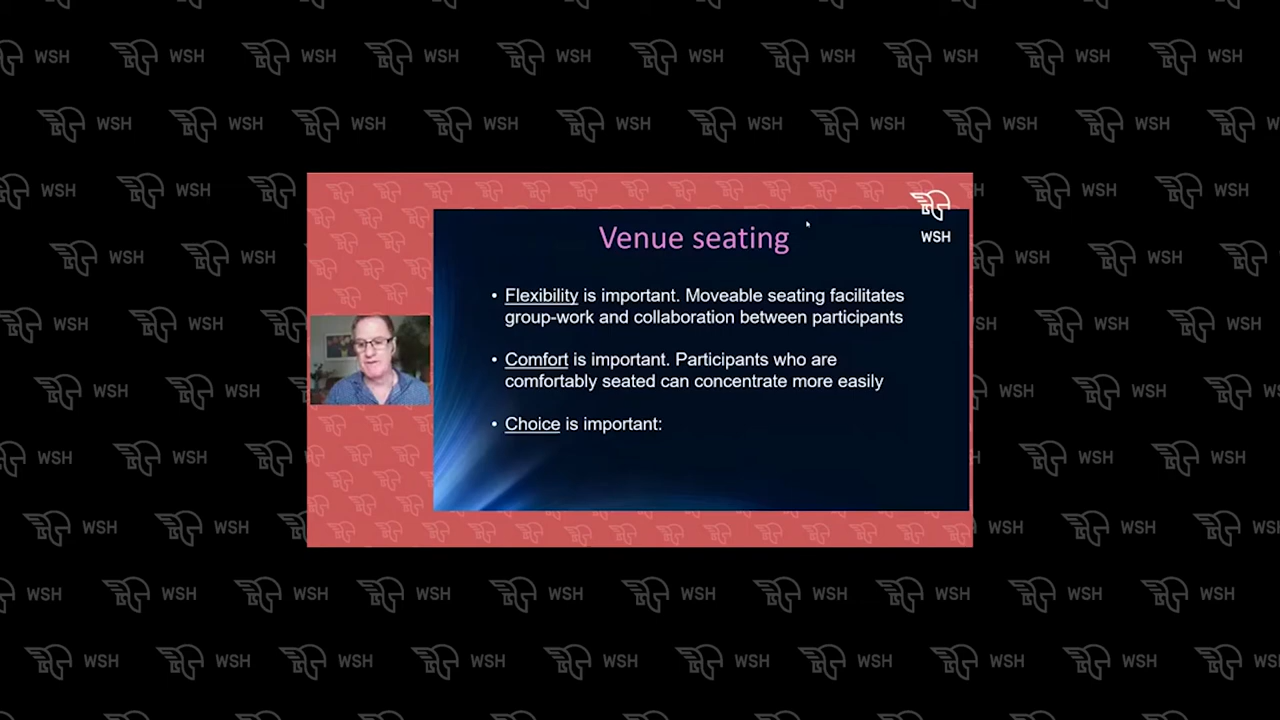 WSH
Venue seating
• Flexibility is important. Moveable seating facilitates
group-work and collaboration between participants
• Comfort is important. Participants who are
comfortably seated can concentrate more easily
• Choice is important: